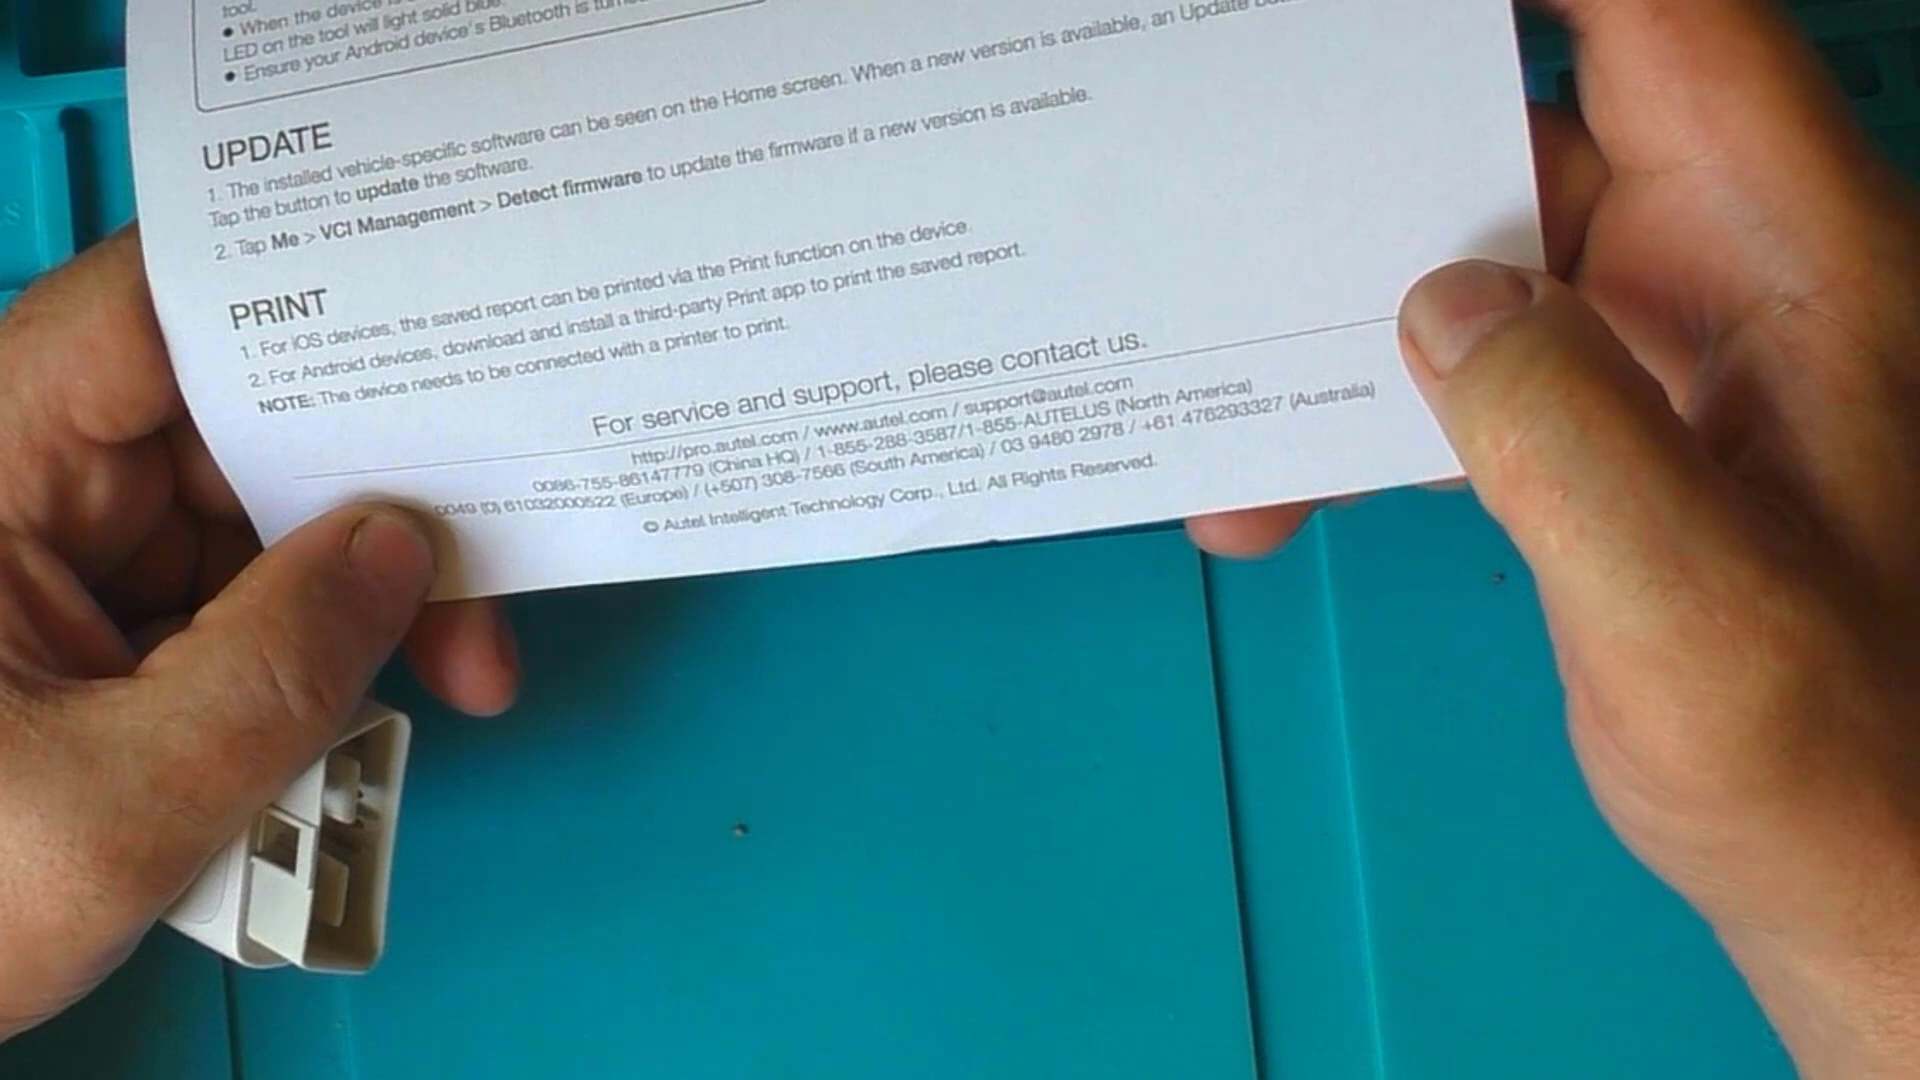 tool.
● When the device is
LED on the tool will light solid blue.
● Ensure your Android device's Bluetooth is
UPDATE
1. The installed vehicle-specific software can be seen on the Home screen. When a new version is available, an Update
Tap the button to update the software.
2. Tap Me > VCI Management > Detect firmware to update the firmware if a new version is available.
PRINT
1. For iOS devices, the saved report can be printed via the Print function on the device.
2. For Android devices, download and install a third-party Print app to print the saved report.
NOTE: The device needs to be connected with a printer to print.
For service and support, please contact us.
http://pro.autel.com / www.autel.com / support@autel.com
0086-755-86147779 (China HQ) / 1-855-288-3587/1-855-AUTELUS (North America)
0049 (0) 61032000522 (Europe) / (+507) 308-7566 (South America) / 03 9480 2978 / +61 476293327 (Australia)
© Autel Intelligent Technology Corp., Ltd. All Rights Reserved.